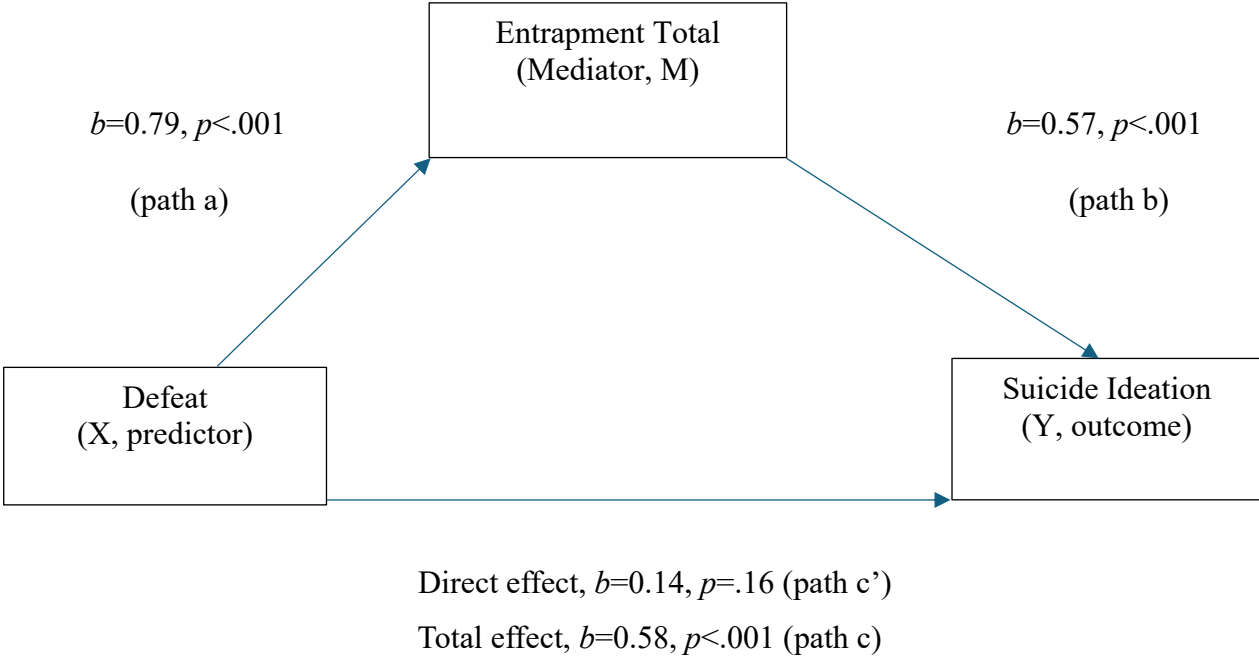 Entrapment Total
(Mediator, M)
b=0.79, p<.001
(path a)
b=0.57, p<.001
(path b)
Defeat
(X, predictor)
Suicide Ideation
(Y, outcome)
Direct effect, b=0.14, p=.16 (path c’)
Total effect, b=0.58, p<.001 (path c)